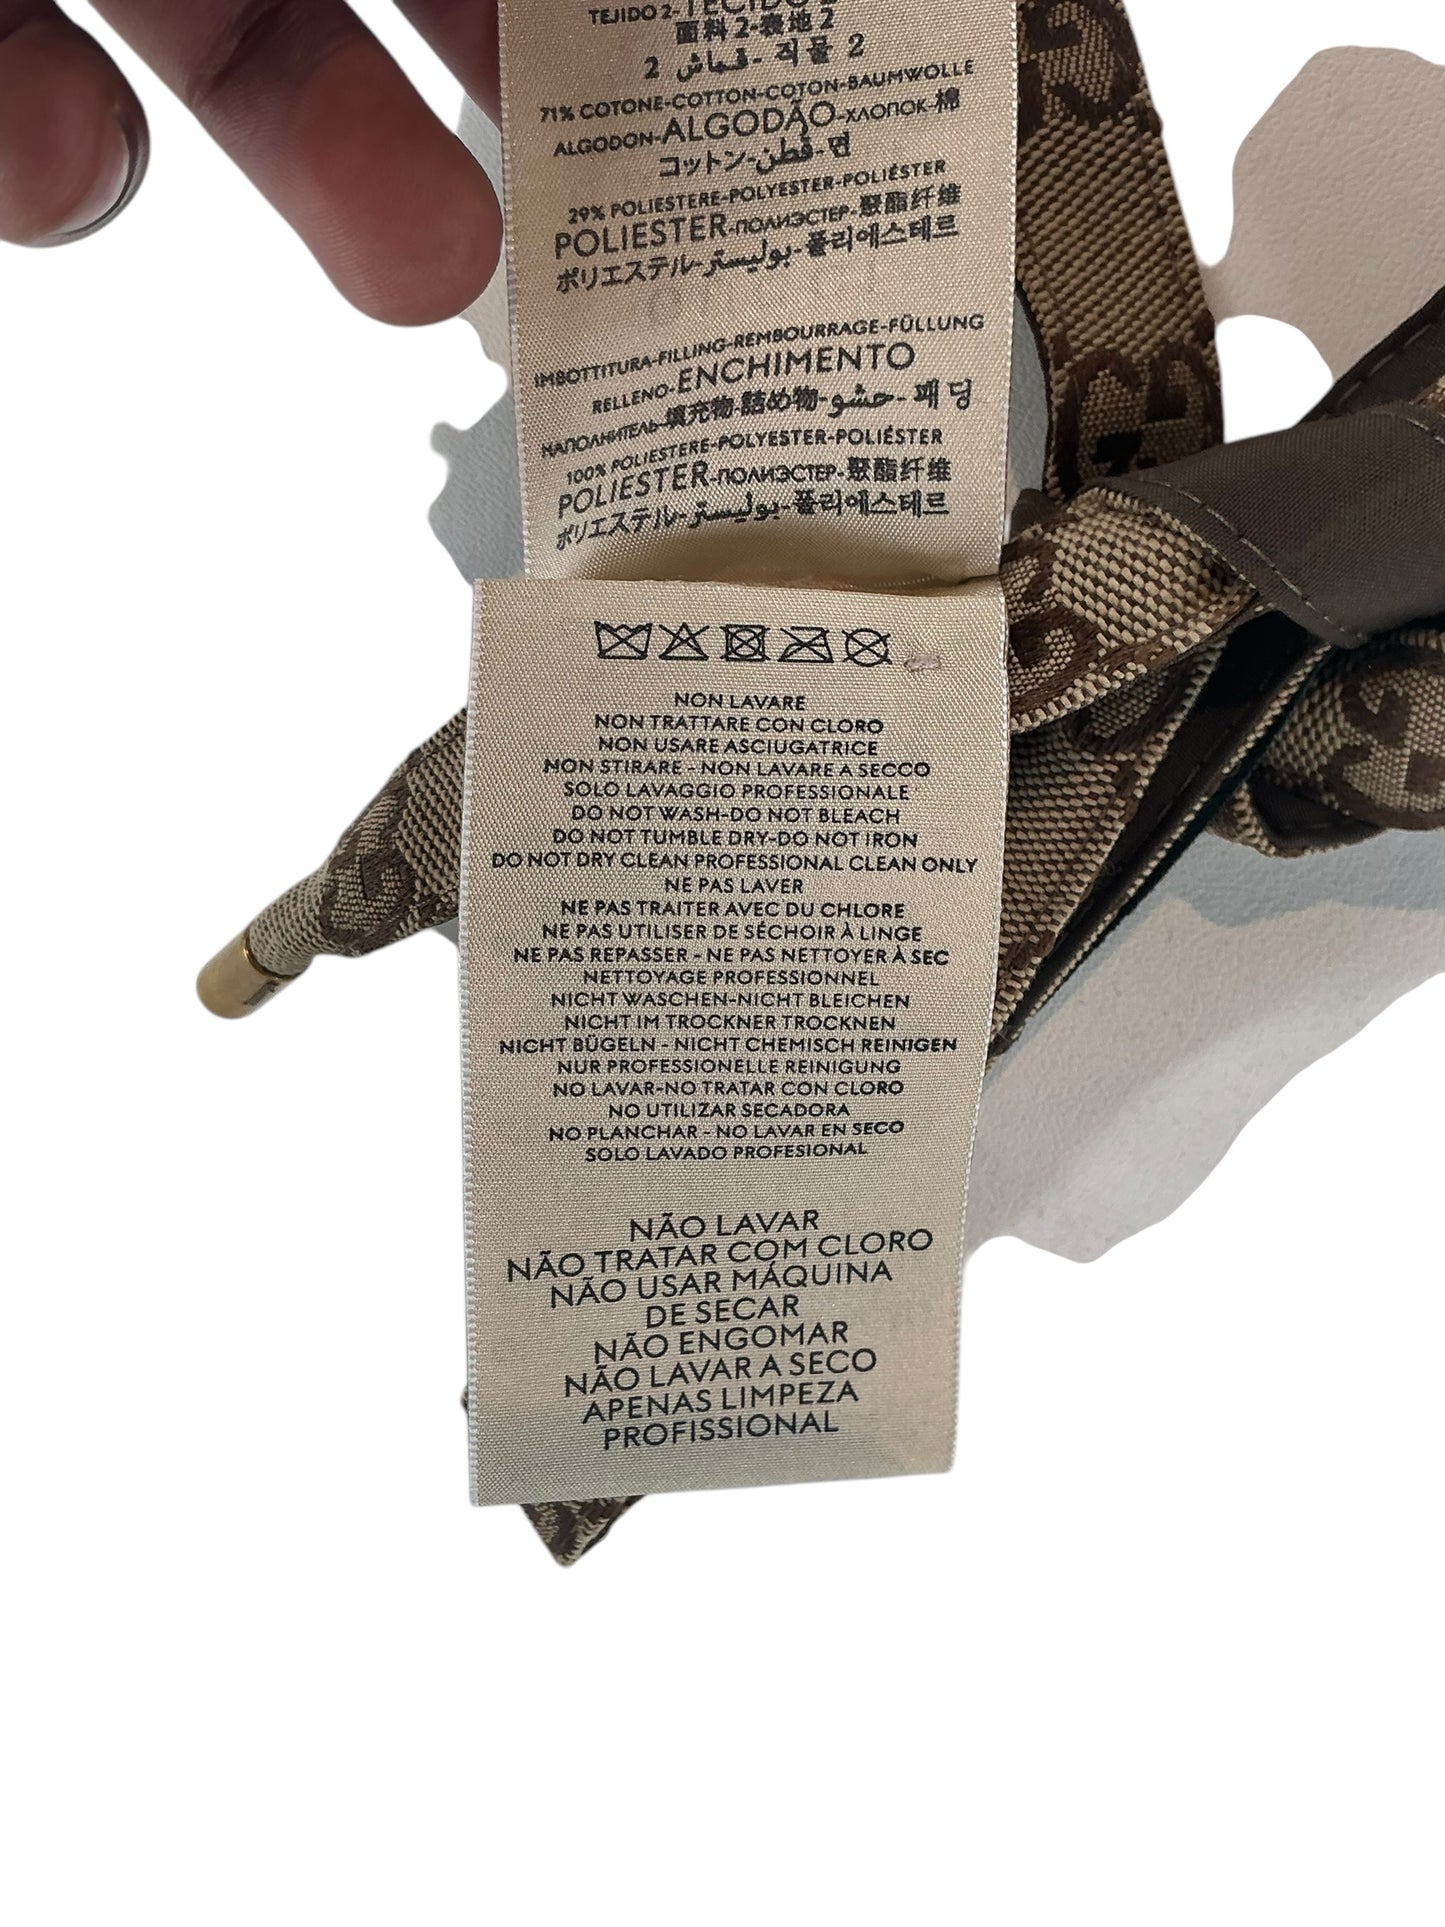 TEJIDO 2-TECIDO 2
面料 2-表地 2
2 قماش - 직물 2
71% COTONE-COTTON-COTON-BAUMWOLLE
ALGODON-ALGODÃO-ХЛОПОК-棉
コットン-قطن-면
29% POLIESTERE-POLYESTER-POLIÉSTER
POLIESTER-ПОЛИЭСТЕР-聚酯纤维
ポリエステル-بوليستر-폴리에스테르
IMBOTTITURA-FILLING-REMBOURRAGE-FÜLLUNG
RELLENO-ENCHIMENTO
НАПОЛНИТЕЛЬ-填充物-詰め物-حشو-패딩
100% POLIESTERE-POLYESTER-POLIÉSTER
POLIESTER-ПОЛИЭСТЕР-聚酯纤维
ポリエステル-بوليستر-폴리에스테르
NON LAVARE
NON TRATTARE CON CLORO
NON USARE ASCIUGATRICE
NON STIRARE - NON LAVARE A SECCO
SOLO LAVAGGIO PROFESSIONALE
DO NOT WASH-DO NOT BLEACH
DO NOT TUMBLE DRY-DO NOT IRON
DO NOT DRY CLEAN PROFESSIONAL CLEAN ONLY
NE PAS LAVER
NE PAS TRAITER AVEC DU CHLORE
NE PAS UTILISER DE SÉCHOIR À LINGE
NE PAS REPASSER - NE PAS NETTOYER À SEC
NETTOYAGE PROFESSIONNEL
NICHT WASCHEN-NICHT BLEICHEN
NICHT IM TROCKNER TROCKNEN
NICHT BÜGELN - NICHT CHEMISCH REINIGEN
NUR PROFESSIONELLE REINIGUNG
NO LAVAR-NO TRATAR CON CLORO
NO UTILIZAR SECADORA
NO PLANCHAR - NO LAVAR EN SECO
SOLO LAVADO PROFESIONAL
NÃO LAVAR
NÃO TRATAR COM CLORO
NÃO USAR MÁQUINA
DE SECAR
NÃO ENGOMAR
NÃO LAVAR A SECO
APENAS LIMPEZA
PROFISSIONAL